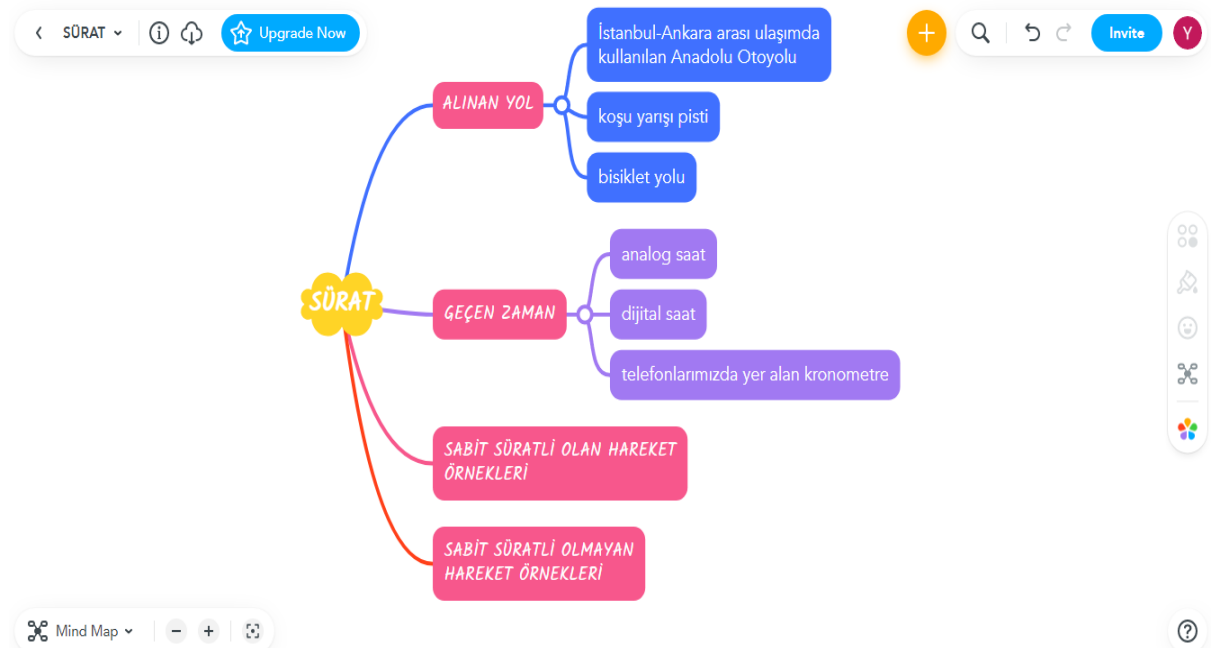 SÜRAT
Upgrade Now
Invite
Y
İstanbul-Ankara arası ulaşımda
kullanılan Anadolu Otoyolu
ALINAN YOL
koşu yarışı pisti
bisiklet yolu
analog saat
SÜRAT
GEÇEN ZAMAN
dijital saat
telefonlarımızda yer alan kronometre
SABİT SÜRATLİ OLAN HAREKET
ÖRNEKLERİ
SABİT SÜRATLİ OLMAYAN
HAREKET ÖRNEKLERİ
Mind Map